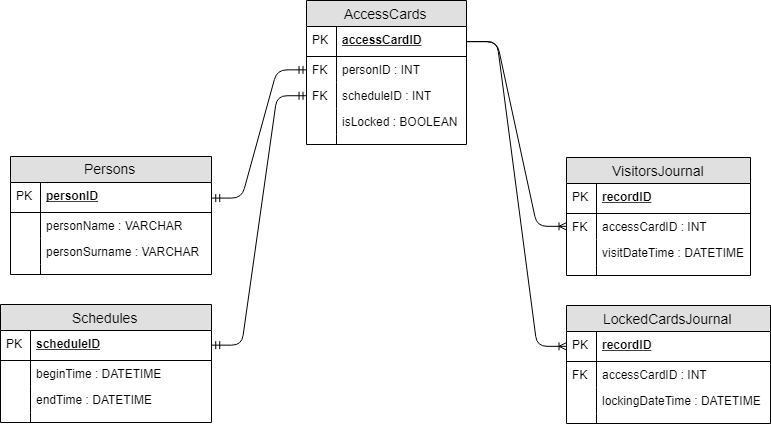 AccessCards
PK accessCardID
FK personID : INT
FK scheduleID : INT
isLocked : BOOLEAN
Persons
PK personID
personName : VARCHAR
personSurname : VARCHAR
Schedules
PK scheduleID
beginTime : DATETIME
endTime : DATETIME
VisitorsJournal
PK recordID
FK accessCardID : INT
visitDateTime : DATETIME
LockedCardsJournal
PK recordID
FK accessCardID : INT
lockingDateTime : DATETIME